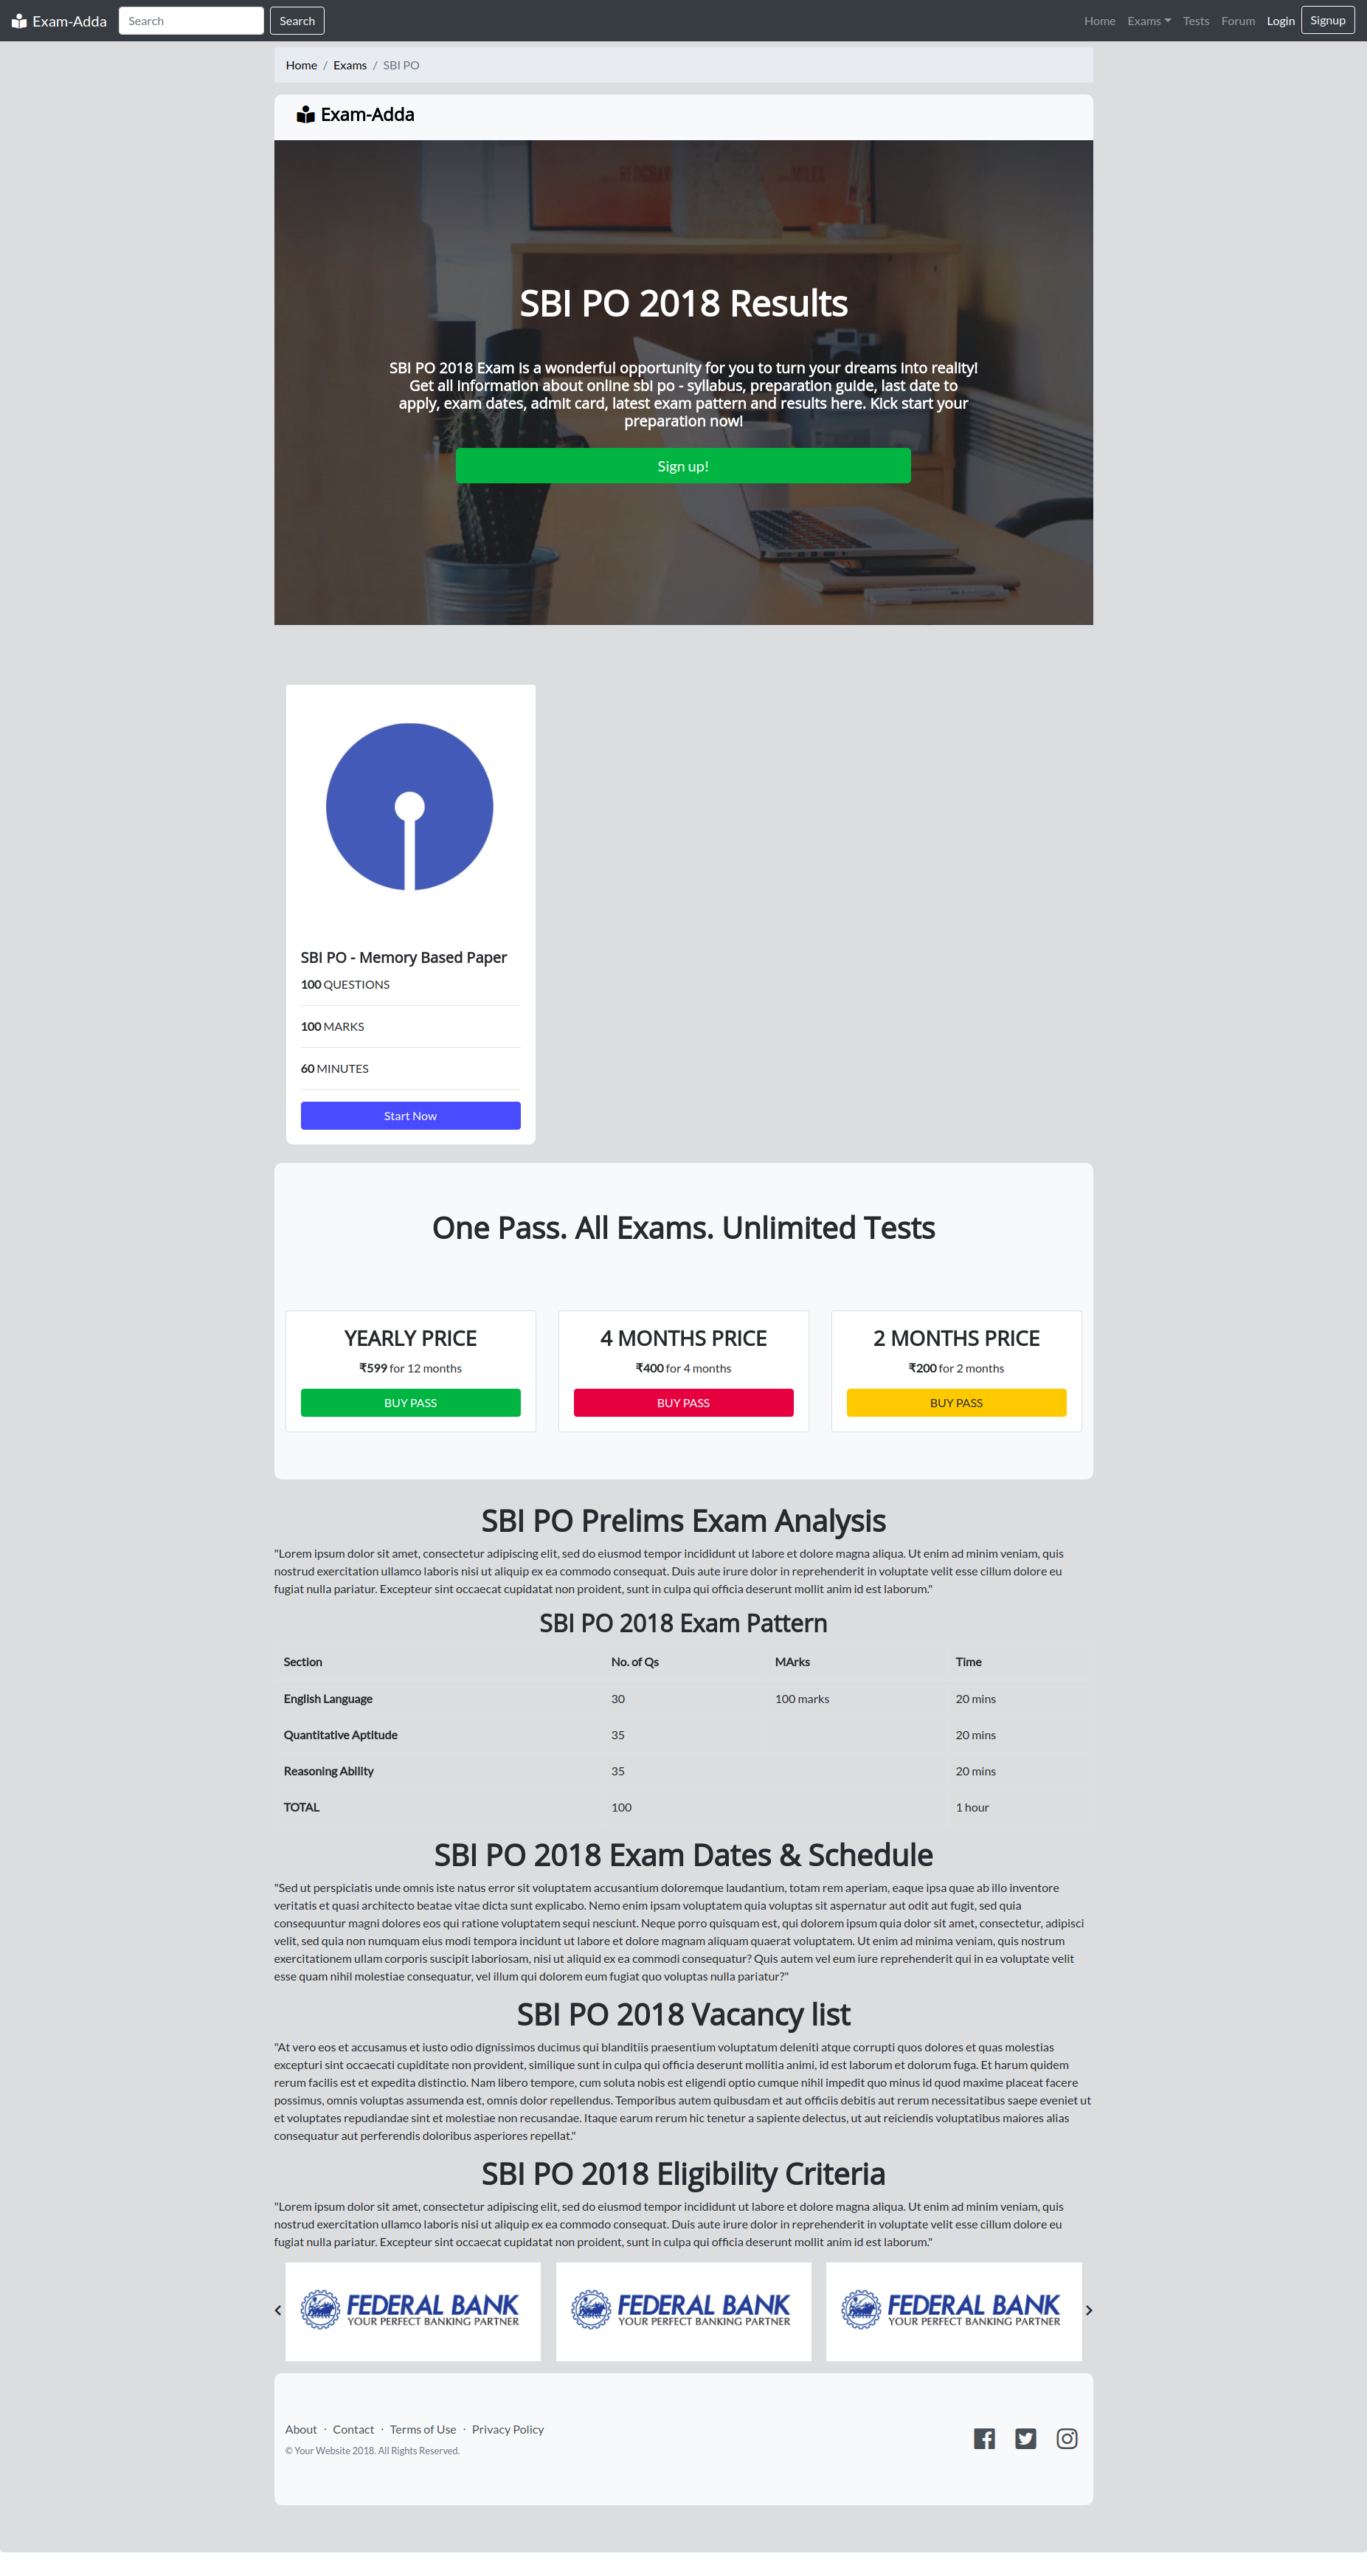 Exam-Adda Search Search Home Exams Tests Forum Login Signup
Home / Exams / SBI PO
Exam-Adda
SBI PO 2018 Results
SBI PO 2018 Exam is a wonderful opportunity for you to turn your dreams into reality!
Get all information about online sbi po - syllabus, preparation guide, last date to
apply, exam dates, admit card, latest exam pattern and results here. Kick start your
preparation now!
Sign up!
SBI PO - Memory Based Paper
100 QUESTIONS
100 MARKS
60 MINUTES
Start Now
One Pass. All Exams. Unlimited Tests
YEARLY PRICE
₹599 for 12 months
BUY PASS
4 MONTHS PRICE
₹400 for 4 months
BUY PASS
2 MONTHS PRICE
₹200 for 2 months
BUY PASS
SBI PO Prelims Exam Analysis
"Lorem ipsum dolor sit amet, consectetur adipiscing elit, sed do eiusmod tempor incididunt ut labore et dolore magna aliqua. Ut enim ad minim veniam, quis
nostrud exercitation ullamco laboris nisi ut aliquip ex ea commodo consequat. Duis aute irure dolor in reprehenderit in voluptate velit esse cillum dolore eu
fugiat nulla pariatur. Excepteur sint occaecat cupidatat non proident, sunt in culpa qui officia deserunt mollit anim id est laborum."
SBI PO 2018 Exam Pattern
Section No. of Qs MArks Time
English Language 30 100 marks 20 mins
Quantitative Aptitude 35 20 mins
Reasoning Ability 35 20 mins
TOTAL 100 1 hour
SBI PO 2018 Exam Dates & Schedule
"Sed ut perspiciatis unde omnis iste natus error sit voluptatem accusantium doloremque laudantium, totam rem aperiam, eaque ipsa quae ab illo inventore
veritatis et quasi architecto beatae vitae dicta sunt explicabo. Nemo enim ipsam voluptatem quia voluptas sit aspernatur aut odit aut fugit, sed quia
consequuntur magni dolores eos qui ratione voluptatem sequi nesciunt. Neque porro quisquam est, qui dolorem ipsum quia dolor sit amet, consectetur, adipisci
velit, sed quia non numquam eius modi tempora incidunt ut labore et dolore magnam aliquam quaerat voluptatem. Ut enim ad minima veniam, quis nostrum
exercitationem ullam corporis suscipit laboriosam, nisi ut aliquid ex ea commodi consequatur? Quis autem vel eum iure reprehenderit qui in ea voluptate velit
esse quam nihil molestiae consequatur, vel illum qui dolorem eum fugiat quo voluptas nulla pariatur?"
SBI PO 2018 Vacancy list
"At vero eos et accusamus et iusto odio dignissimos ducimus qui blanditiis praesentium voluptatum deleniti atque corrupti quos dolores et quas molestias
excepturi sint occaecati cupiditate non provident, similique sunt in culpa qui officia deserunt mollitia animi, id est laborum et dolorum fuga. Et harum quidem
rerum facilis est et expedita distinctio. Nam libero tempore, cum soluta nobis est eligendi optio cumque nihil impedit quo minus id quod maxime placeat facere
possimus, omnis voluptas assumenda est, omnis dolor repellendus. Temporibus autem quibusdam et aut officiis debitis aut rerum necessitatibus saepe eveniet ut
et voluptates repudiandae sint et molestiae non recusandae. Itaque earum rerum hic tenetur a sapiente delectus, ut aut reiciendis voluptatibus maiores alias
consequatur aut perferendis doloribus asperiores repellat."
SBI PO 2018 Eligibility Criteria
"Lorem ipsum dolor sit amet, consectetur adipiscing elit, sed do eiusmod tempor incididunt ut labore et dolore magna aliqua. Ut enim ad minim veniam, quis
nostrud exercitation ullamco laboris nisi ut aliquip ex ea commodo consequat. Duis aute irure dolor in reprehenderit in voluptate velit esse cillum dolore eu
fugiat nulla pariatur. Excepteur sint occaecat cupidatat non proident, sunt in culpa qui officia deserunt mollit anim id est laborum."
FEDERAL BANK
YOUR PERFECT BANKING PARTNER
FEDERAL BANK
YOUR PERFECT BANKING PARTNER
FEDERAL BANK
YOUR PERFECT BANKING PARTNER
About · Contact · Terms of Use · Privacy Policy
© Your Website 2018. All Rights Reserved.